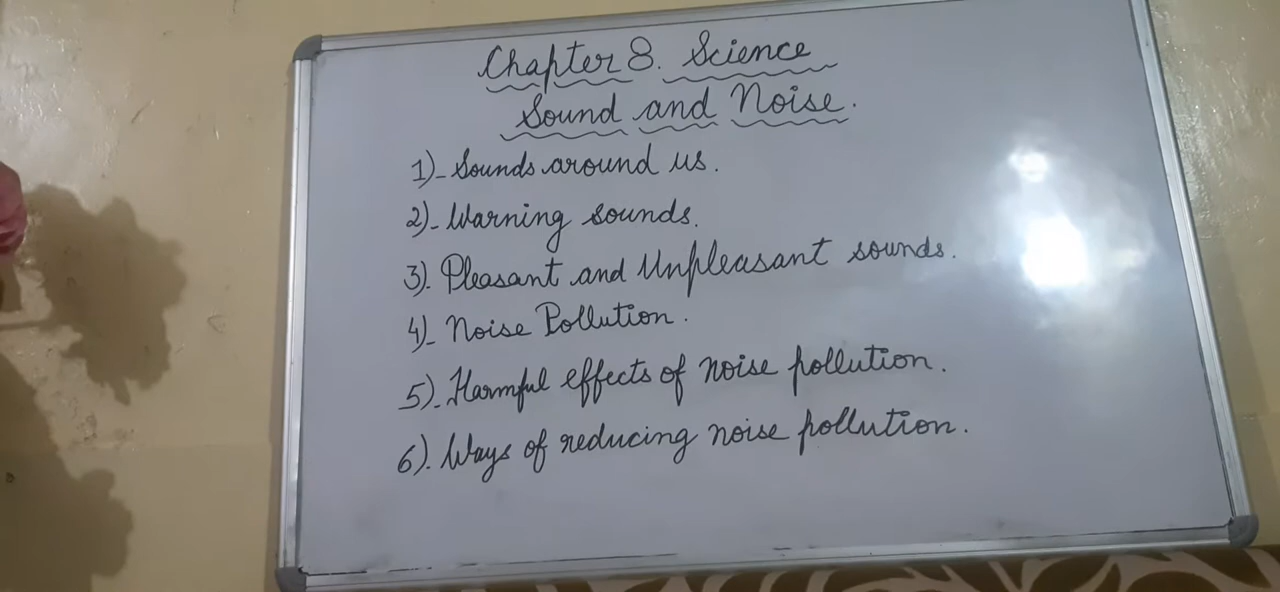 Chapter 8. Science
Sound and Noise.
1)- Sounds around us.
2)- Warning sounds.
3). Pleasant and Unpleasant sounds.
4)- Noise Pollution.
5)- Harmful effects of noise pollution.
6). Ways of reducing noise pollution.